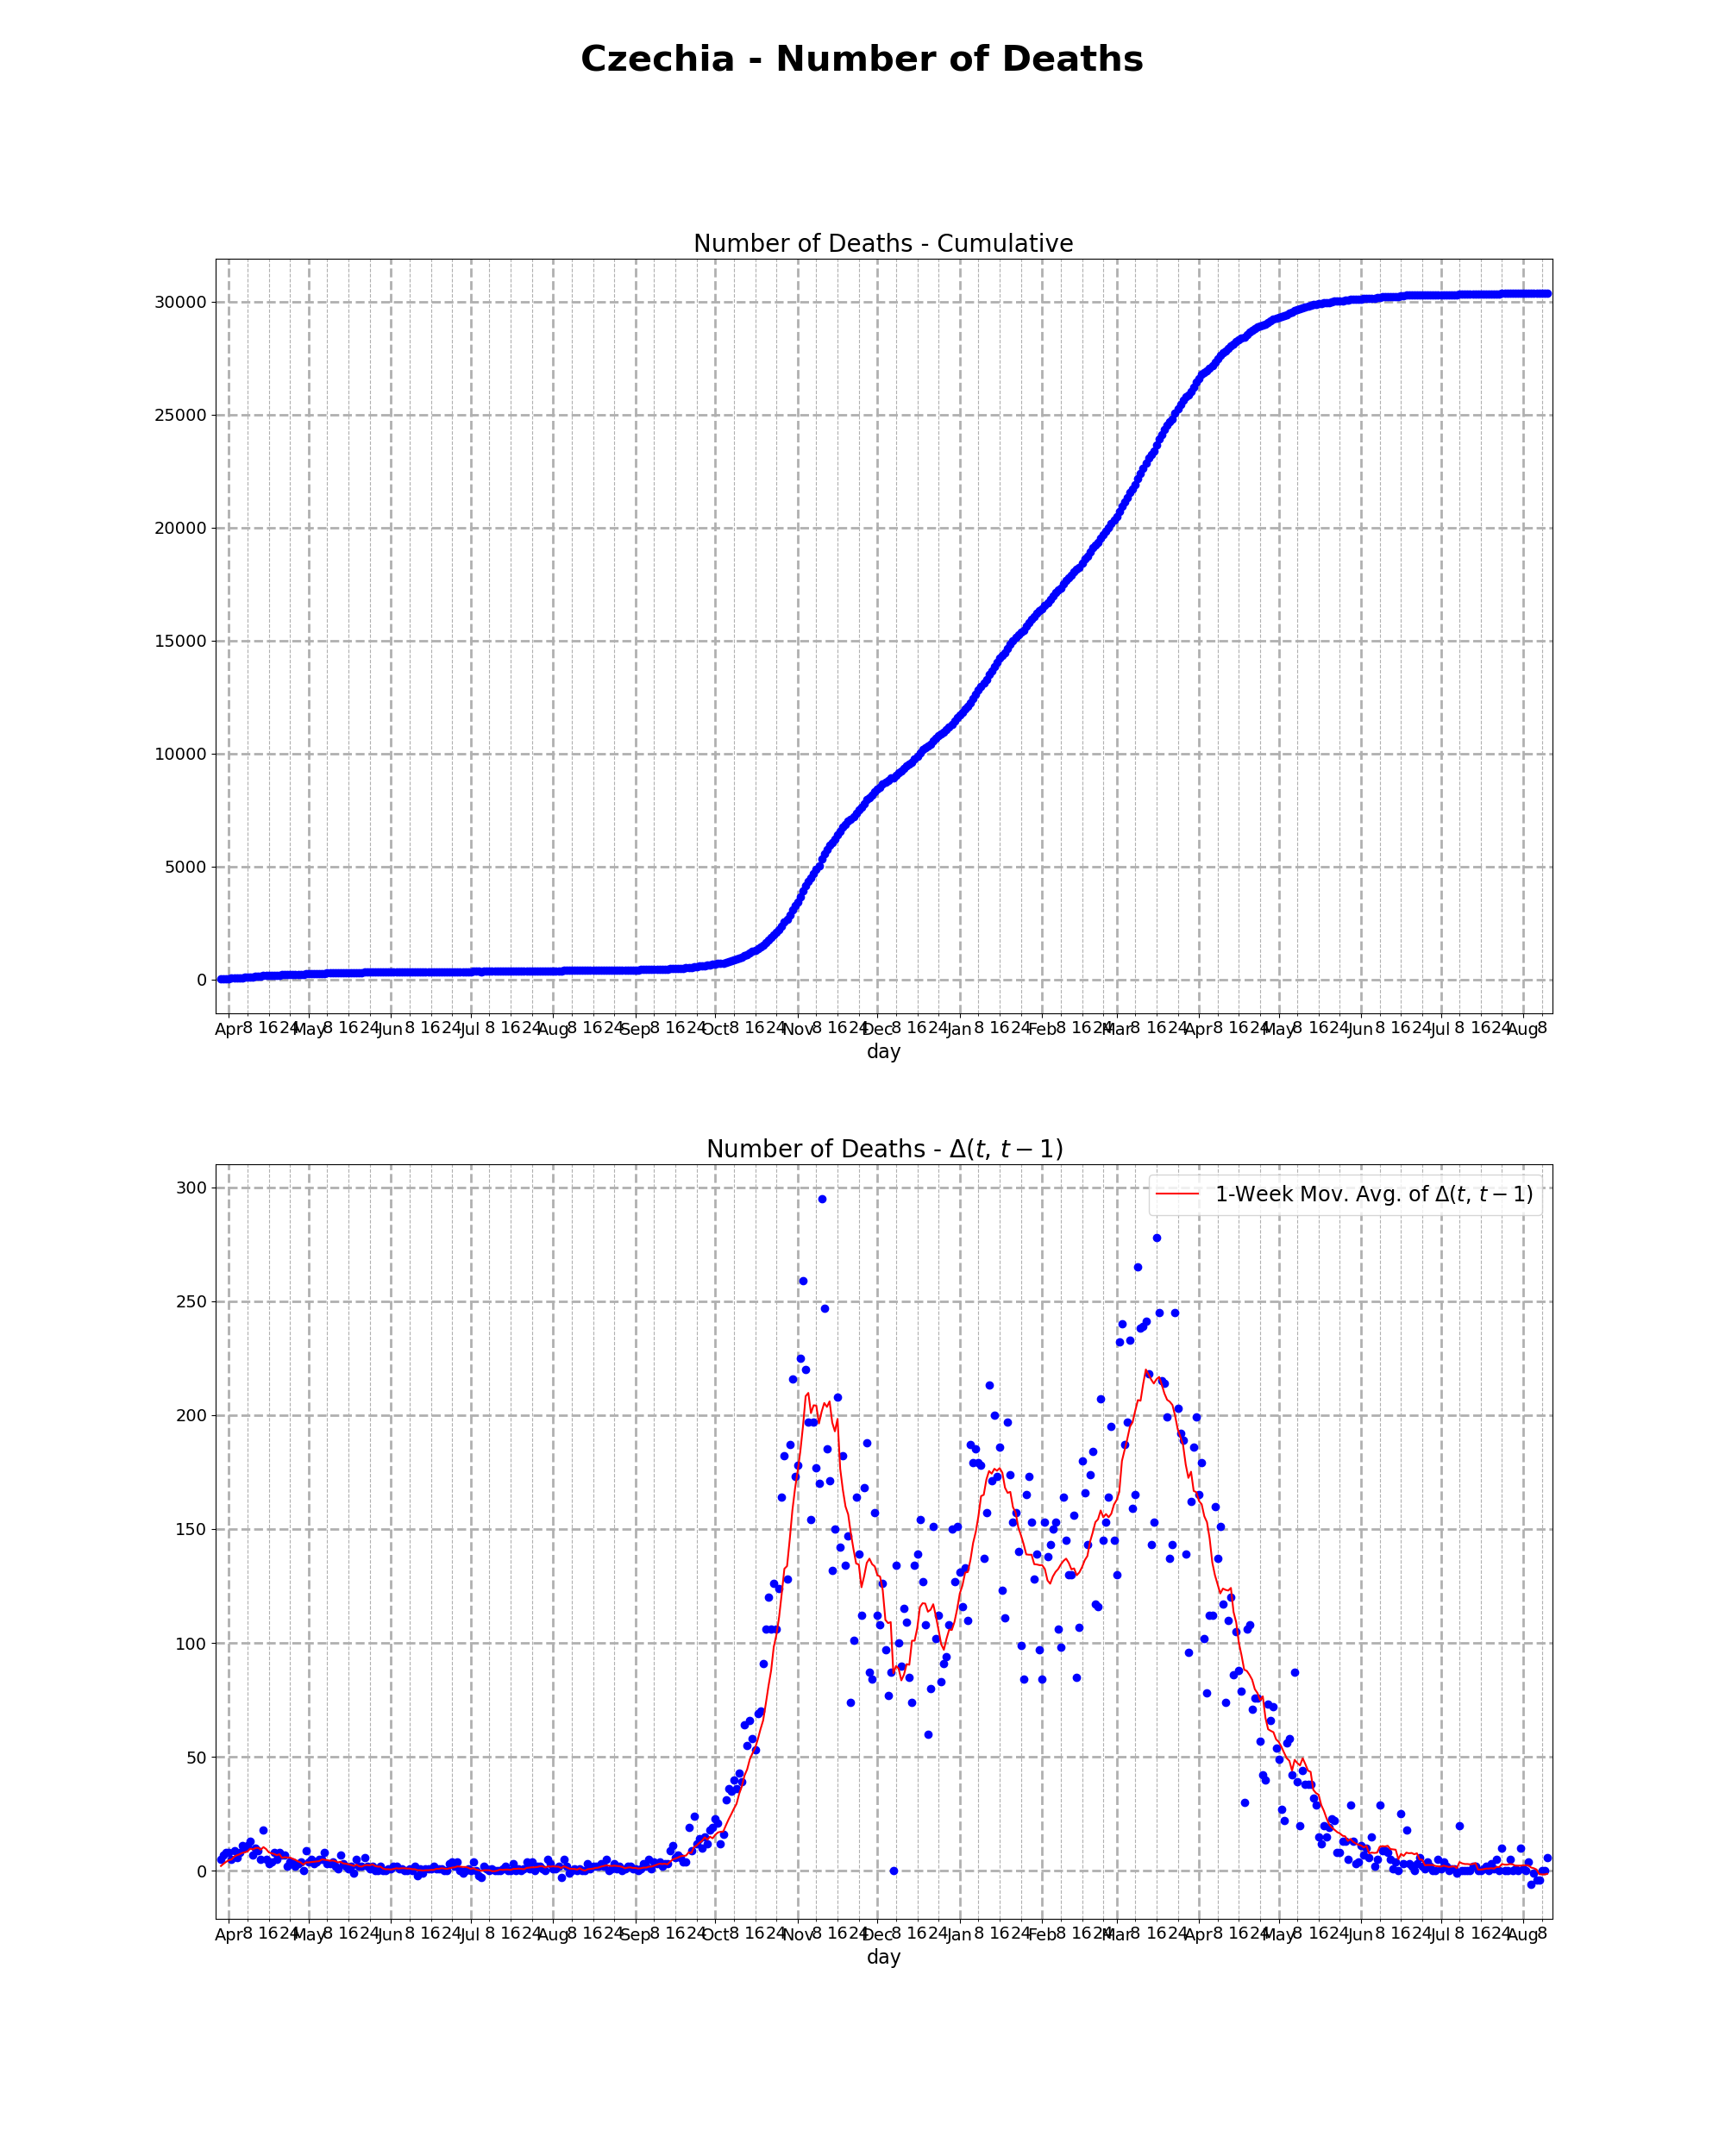 Czechia - Number of Deaths
Number of Deaths - Cumulative
30000
25000
20000
15000
10000
5000
0
Apr 8 16 24 May 8 16 24 Jun 8 16 24 Jul 8 16 24 Aug 8 16 24 Sep 8 16 24 Oct 8 16 24 Nov 8 16 24 Dec 8 16 24 Jan 8 16 24 Feb 8 16 24 Mar 8 16 24 Apr 8 16 24 May 8 16 24 Jun 8 16 24 Jul 8 16 24 Aug 8
day
Number of Deaths - Δ(t, t − 1)
1-Week Mov. Avg. of Δ(t, t − 1)
300
250
200
150
100
50
0
Apr 8 16 24 May 8 16 24 Jun 8 16 24 Jul 8 16 24 Aug 8 16 24 Sep 8 16 24 Oct 8 16 24 Nov 8 16 24 Dec 8 16 24 Jan 8 16 24 Feb 8 16 24 Mar 8 16 24 Apr 8 16 24 May 8 16 24 Jun 8 16 24 Jul 8 16 24 Aug 8
day